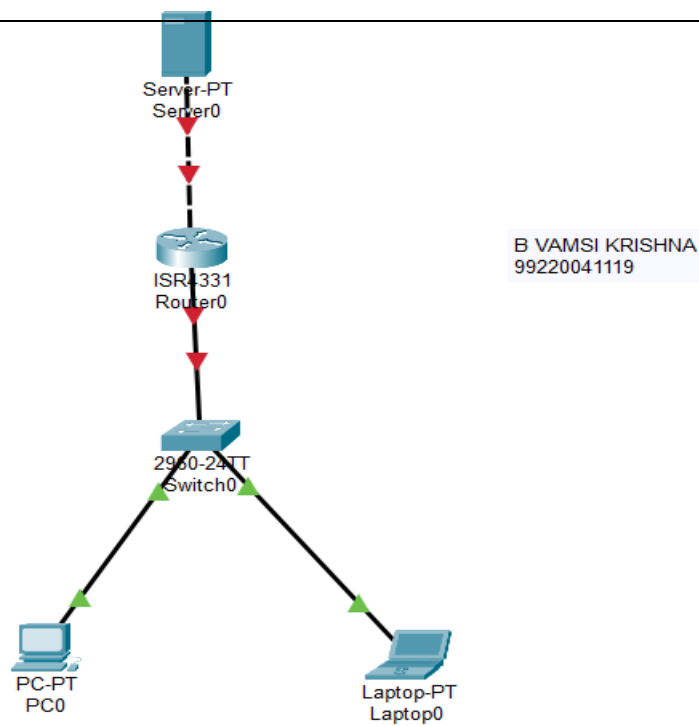 Server-PT
Server0
ISR4331
Router0
B VAMSI KRISHNA
99220041119
2960-24TT
Switch0
PC-PT
PC0
Laptop-PT
Laptop0